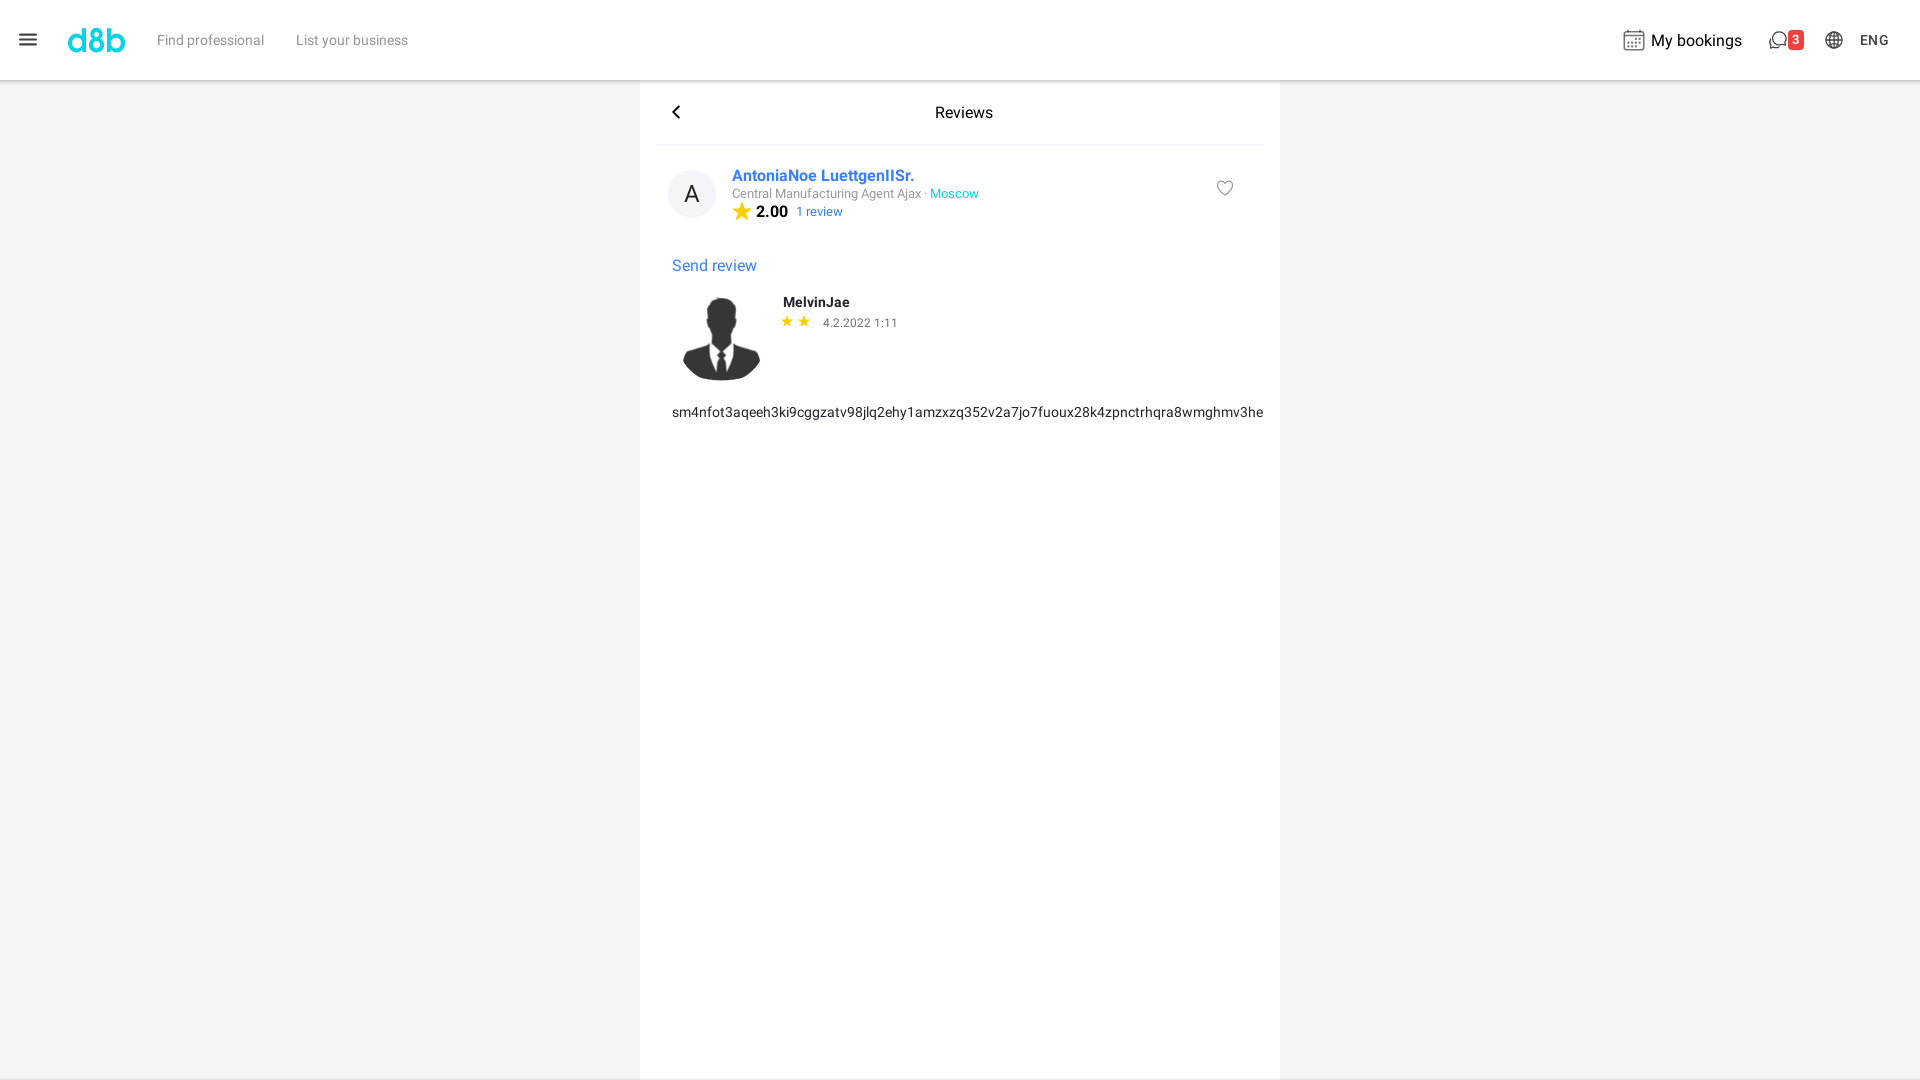 d8b
Find professional
List your business
My bookings
3
ENG
Reviews
A
AntoniaNoe LuettgenIISr.
Central Manufacturing Agent Ajax · Moscow
2.00 1 review
Send review
MelvinJae
4.2.2022 1:11
sm4nfot3aqeeh3ki9cggzatv98jlq2ehy1amzxzq352v2a7jo7fuoux28k4zpnctrhqra8wmghmv3he